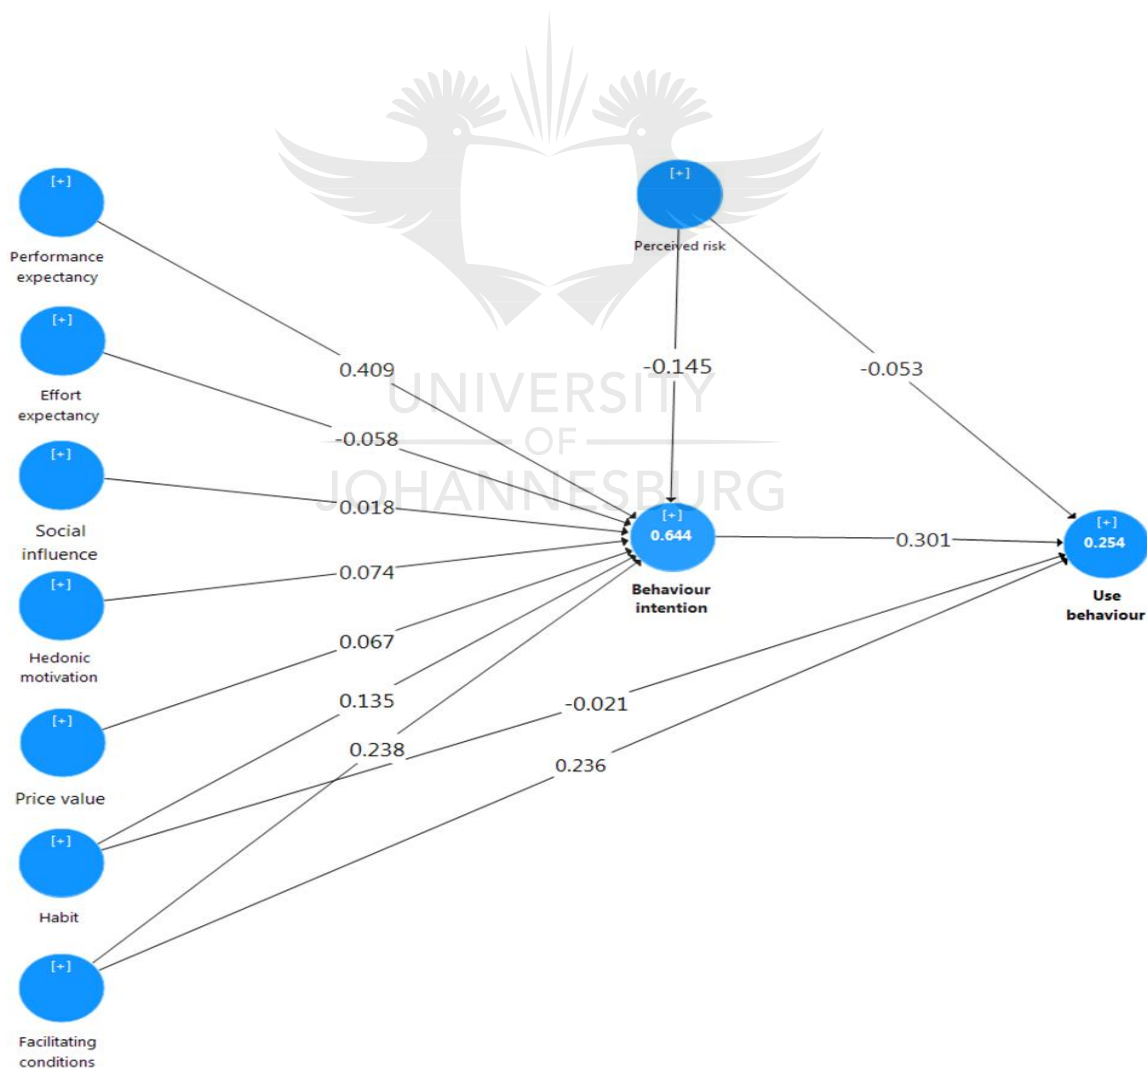 [+]
Performance
expectancy
[+]
Perceived risk
[+]
Effort
expectancy
[+]
Social
influence
[+]
Hedonic
motivation
[+]
Price value
[+]
Habit
[+]
Facilitating
conditions
0.409
-0.058
0.018
0.074
0.067
0.135
0.238
-0.145
-0.053
UNIVERSITY
OF
JOHANNESBURG
[+]
0.644
Behaviour
intention
0.301
-0.021
0.236
[+]
0.254
Use
behaviour